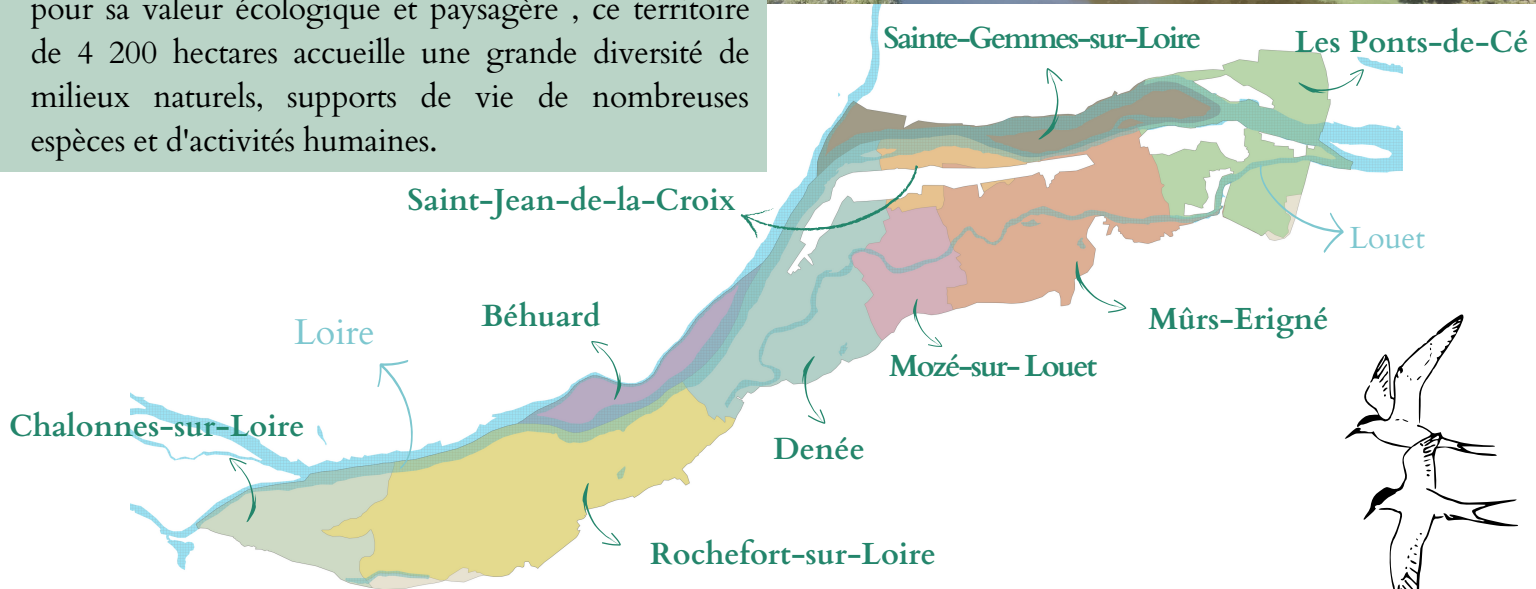 pour sa valeur écologique et paysagère , ce territoire
de 4 200 hectares accueille une grande diversité de
milieux naturels, supports de vie de nombreuses
espèces et d'activités humaines.
Sainte-Gemmes-sur-Loire
Les Ponts-de-Cé
Saint-Jean-de-la-Croix
Louet
Béhuard
Loire
Mûrs-Erigné
Mozé-sur- Louet
Chalonnes-sur-Loire
Denée
Rochefort-sur-Loire